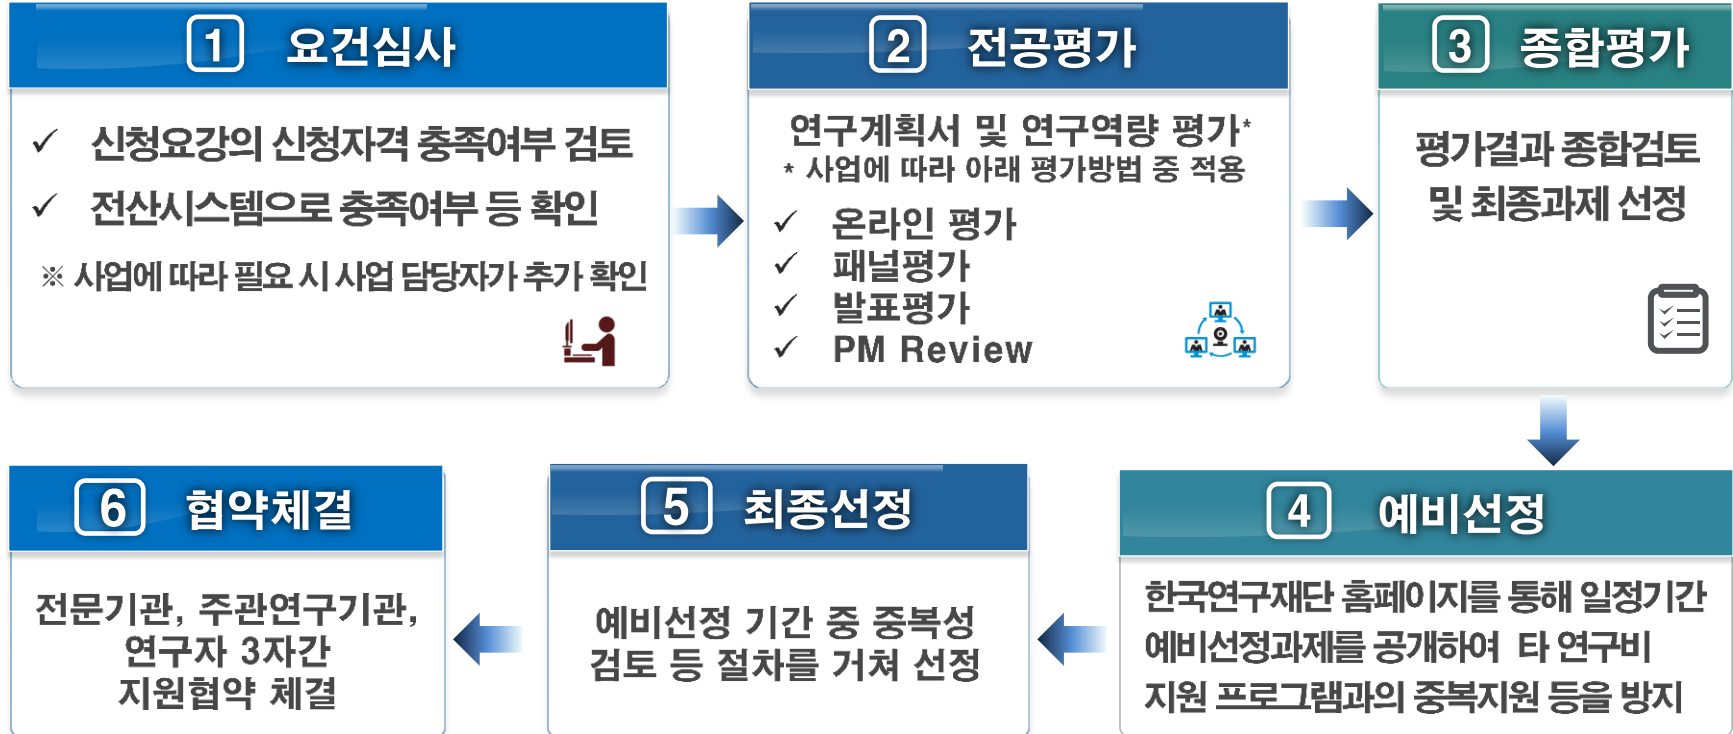 1 요건심사
✓ 신청요강의 신청자격 충족여부 검토
✓ 전산시스템으로 충족여부 등 확인
※ 사업에 따라 필요 시 사업 담당자가 추가 확인
2 전공평가
연구계획서 및 연구역량 평가*
* 사업에 따라 아래 평가방법 중 적용
✓ 온라인 평가
✓ 패널평가
✓ 발표평가
✓ PM Review
3 종합평가
평가결과 종합검토
및 최종과제 선정
4 예비선정
한국연구재단 홈페이지를 통해 일정기간
예비선정과제를 공개하여 타 연구비
지원 프로그램과의 중복지원 등을 방지
5 최종선정
예비선정 기간 중 중복성
검토 등 절차를 거쳐 선정
6 협약체결
전문기관, 주관연구기관,
연구자 3자간
지원협약 체결